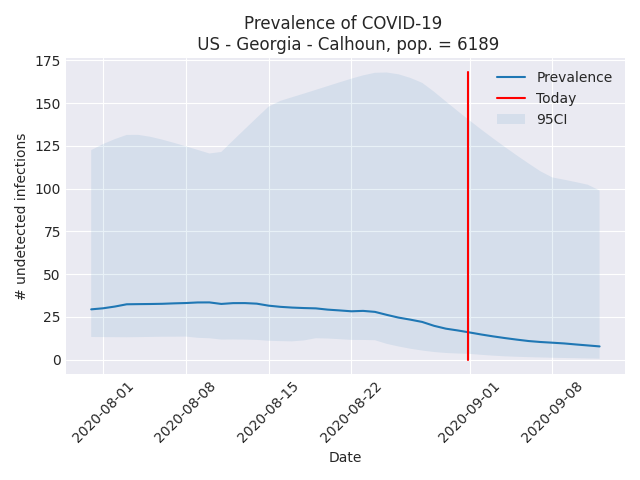 Prevalence of COVID-19
US - Georgia - Calhoun, pop. = 6189
175
150
125
100
75
50
25
0
# undetected infections
Prevalence
Today
95CI
2020-08-01
2020-08-08
2020-08-15
2020-08-22
2020-09-01
2020-09-08
Date